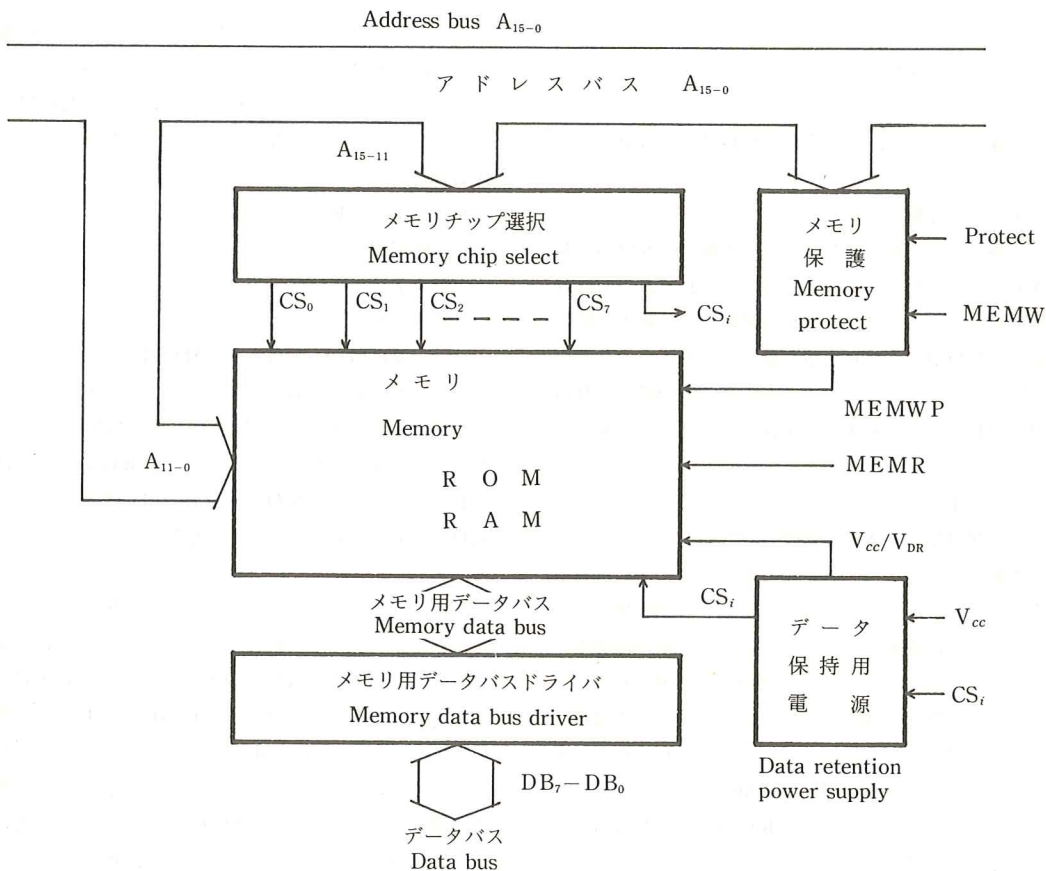 Address bus A₁₅₋₀
アドレスバス A₁₅₋₀
A₁₅₋₁₁
メモリチップ選択
Memory chip select
メモリ
保護
Memory
protect
Protect
MEMW
CS₀
CS₁
CS₂
CS₇
CSᵢ
メモリ
Memory
ROM
RAM
A₁₁₋₀
MEMWP
MEMR
V_cc/V_DR
CSᵢ
メモリ用データバス
Memory data bus
データ
保持用
電源
V_cc
CSᵢ
メモリ用データバスドライバ
Memory data bus driver
Data retention
power supply
DB₇−DB₀
データバス
Data bus